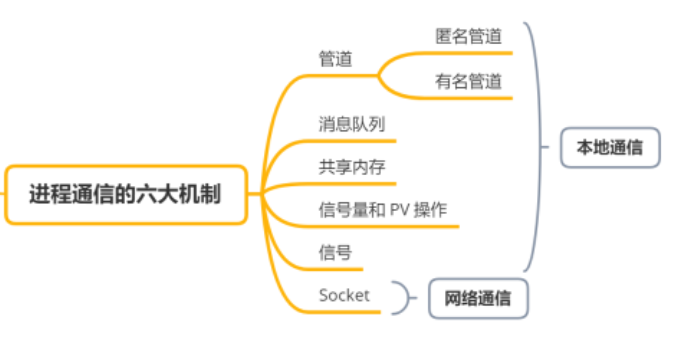 匿名管道
管道
有名管道
消息队列
本地通信
共享内存
进程通信的六大机制
信号量和 PV 操作
信号
Socket
网络通信